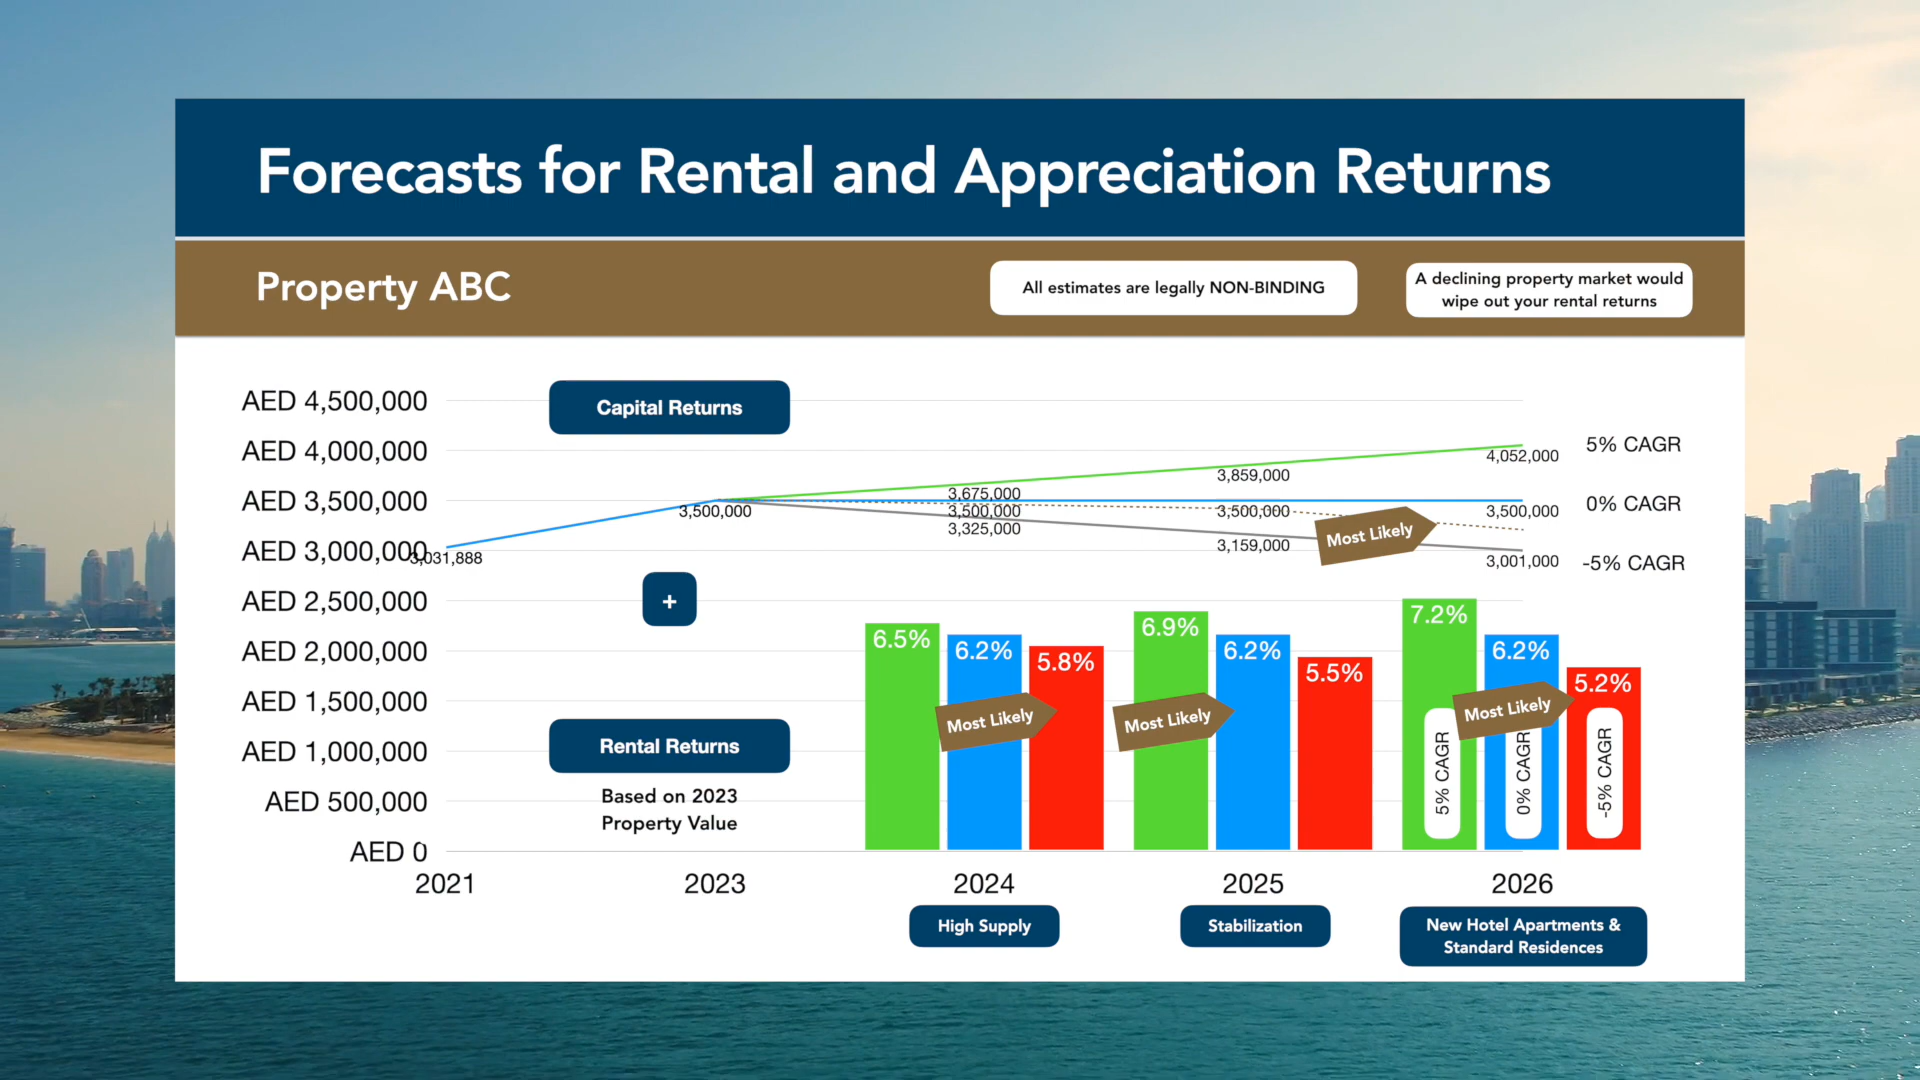 Forecasts for Rental and Appreciation Returns
Property ABC
All estimates are legally NON-BINDING
A declining property market would
wipe out your rental returns
AED 4,500,000
AED 4,000,000
AED 3,500,000
AED 3,000,000
AED 2,500,000
AED 2,000,000
AED 1,500,000
AED 1,000,000
AED 500,000
AED 0
Capital Returns
+
Rental Returns
Based on 2023
Property Value
3,031,888
3,500,000
3,675,000
3,500,000
3,325,000
3,859,000
3,500,000
3,159,000
4,052,000
3,500,000
3,001,000
Most Likely
5% CAGR
0% CAGR
-5% CAGR
6.5%
6.2%
5.8%
Most Likely
6.9%
6.2%
5.5%
Most Likely
7.2%
6.2%
5.2%
Most Likely
5% CAGR
0% CAGR
-5% CAGR
2021
2023
2024
2025
2026
High Supply
Stabilization
New Hotel Apartments &
Standard Residences